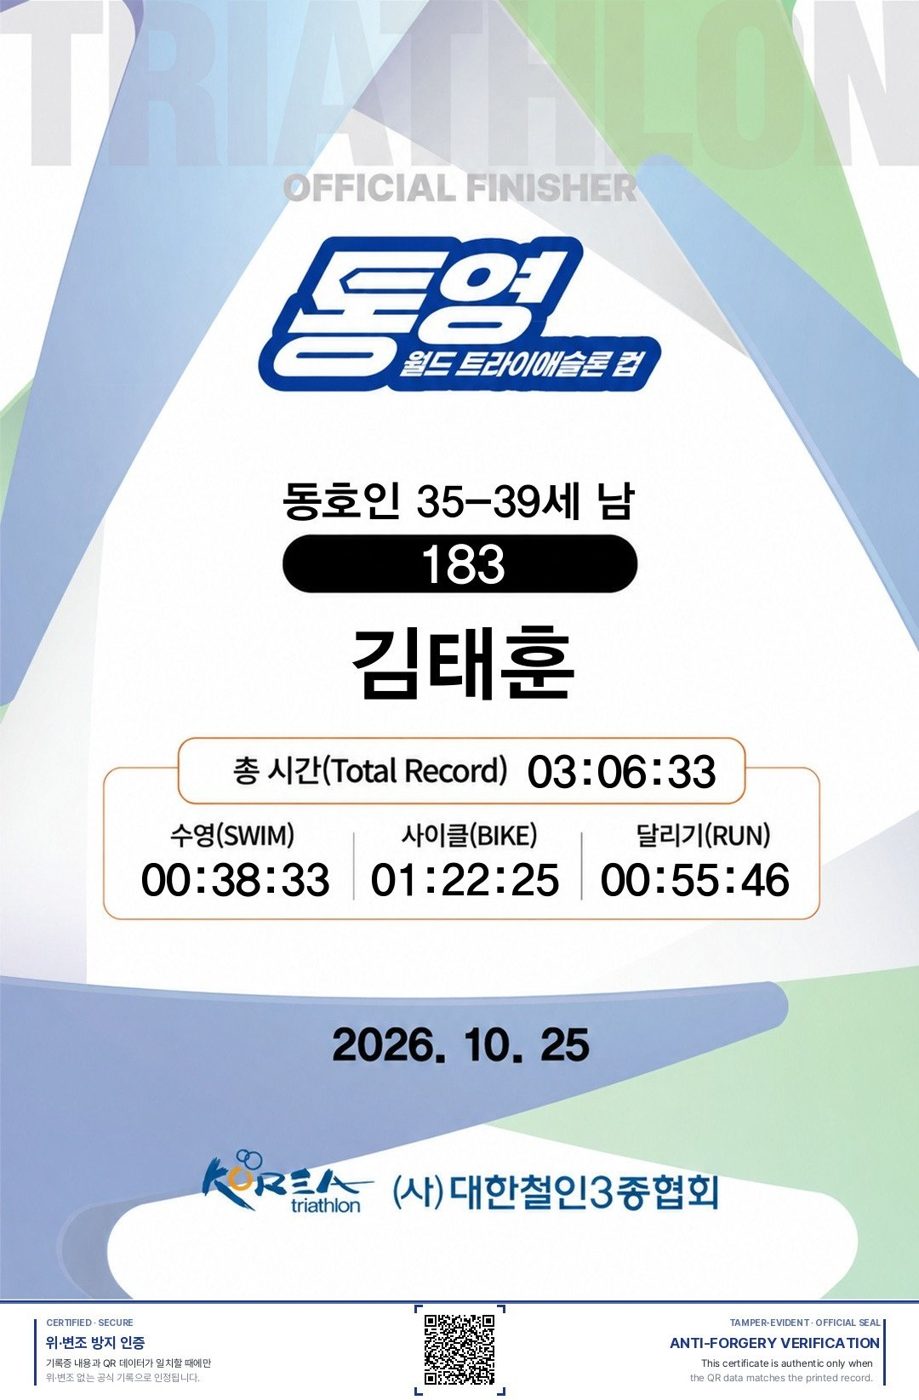 TRIATHLON
OFFICIAL FINISHER
통영
월드 트라이애슬론 컵
동호인 35-39세 남
183
김태훈
총 시간(Total Record) 03:06:33
수영(SWIM) 사이클(BIKE) 달리기(RUN)
00:38:33 01:22:25 00:55:46
2026. 10. 25
KOREA
triathlon
(사)대한철인3종협회
CERTIFIED · SECURE
위·변조 방지 인증
기록증 내용과 QR 데이터가 일치할 때에만
위·변조 없는 공식 기록으로 인정됩니다.
TAMPER-EVIDENT · OFFICIAL SEAL
ANTI-FORGERY VERIFICATION
This certificate is authentic only when
the QR data matches the printed record.